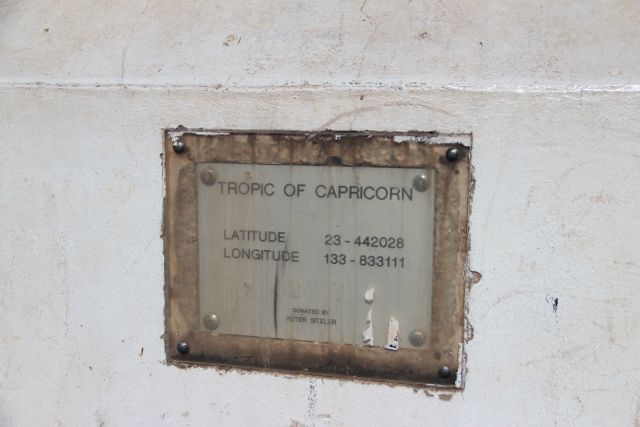 TROPIC OF CAPRICORN
LATITUDE 23-442028
LONGITUDE 133-833111
DONATED BY
PETER SITZLER